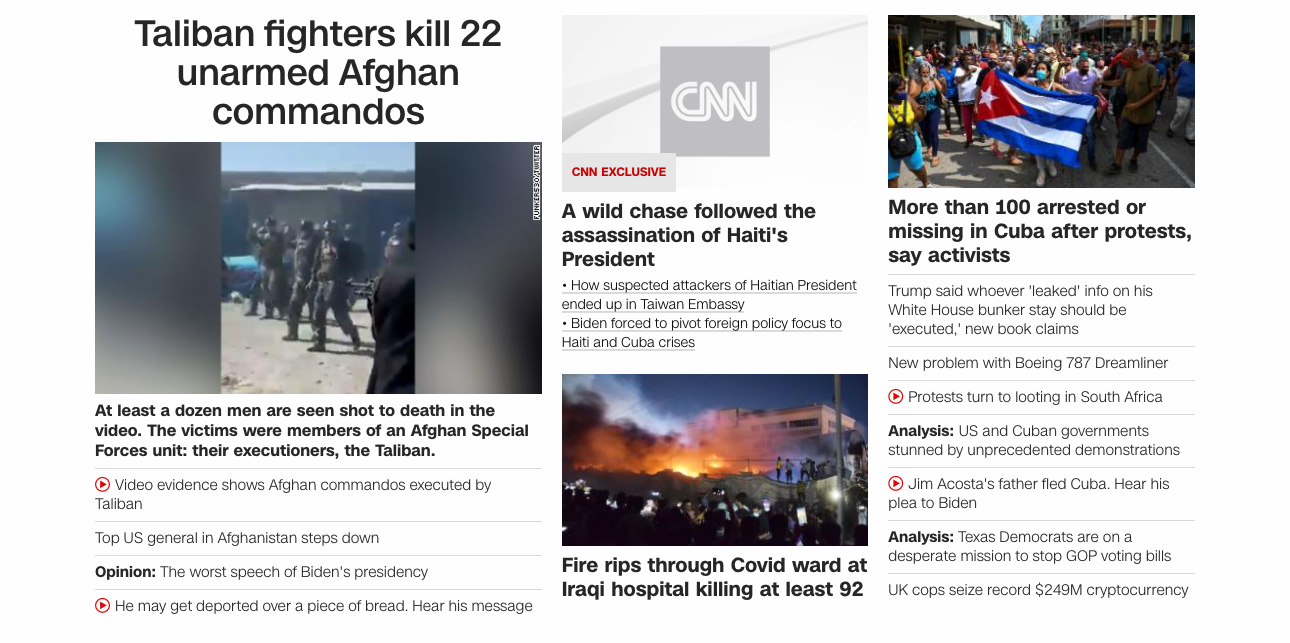 Taliban fighters kill 22
unarmed Afghan
commandos
FUNKER530/TWITTER
At least a dozen men are seen shot to death in the
video. The victims were members of an Afghan Special
Forces unit: their executioners, the Taliban.
Video evidence shows Afghan commandos executed by
Taliban
Top US general in Afghanistan steps down
Opinion: The worst speech of Biden's presidency
He may get deported over a piece of bread. Hear his message
CNN
CNN EXCLUSIVE
A wild chase followed the
assassination of Haiti's
President
• How suspected attackers of Haitian President
ended up in Taiwan Embassy
• Biden forced to pivot foreign policy focus to
Haiti and Cuba crises
Fire rips through Covid ward at
Iraqi hospital killing at least 92
More than 100 arrested or
missing in Cuba after protests,
say activists
Trump said whoever 'leaked' info on his
White House bunker stay should be
'executed,' new book claims
New problem with Boeing 787 Dreamliner
Protests turn to looting in South Africa
Analysis: US and Cuban governments
stunned by unprecedented demonstrations
Jim Acosta's father fled Cuba. Hear his
plea to Biden
Analysis: Texas Democrats are on a
desperate mission to stop GOP voting bills
UK cops seize record $249M cryptocurrency